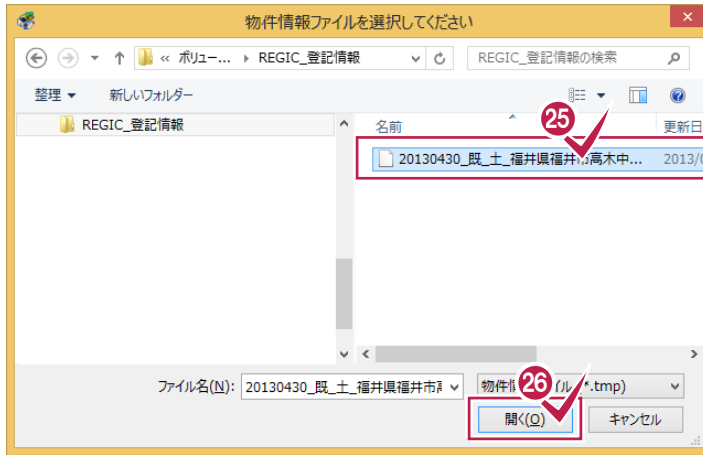 物件情報ファイルを選択してください
« ボリュー... ▸ REGIC_登記情報
REGIC_登記情報の検索
整理 新しいフォルダー
REGIC_登記情報
名前
更新日
25
20130430_既_土_福井県福井市高木中... 2013/0
ファイル名(N): 20130430_既_土_福井県福井市高
*.tmp)
26
開く(O)
キャンセル